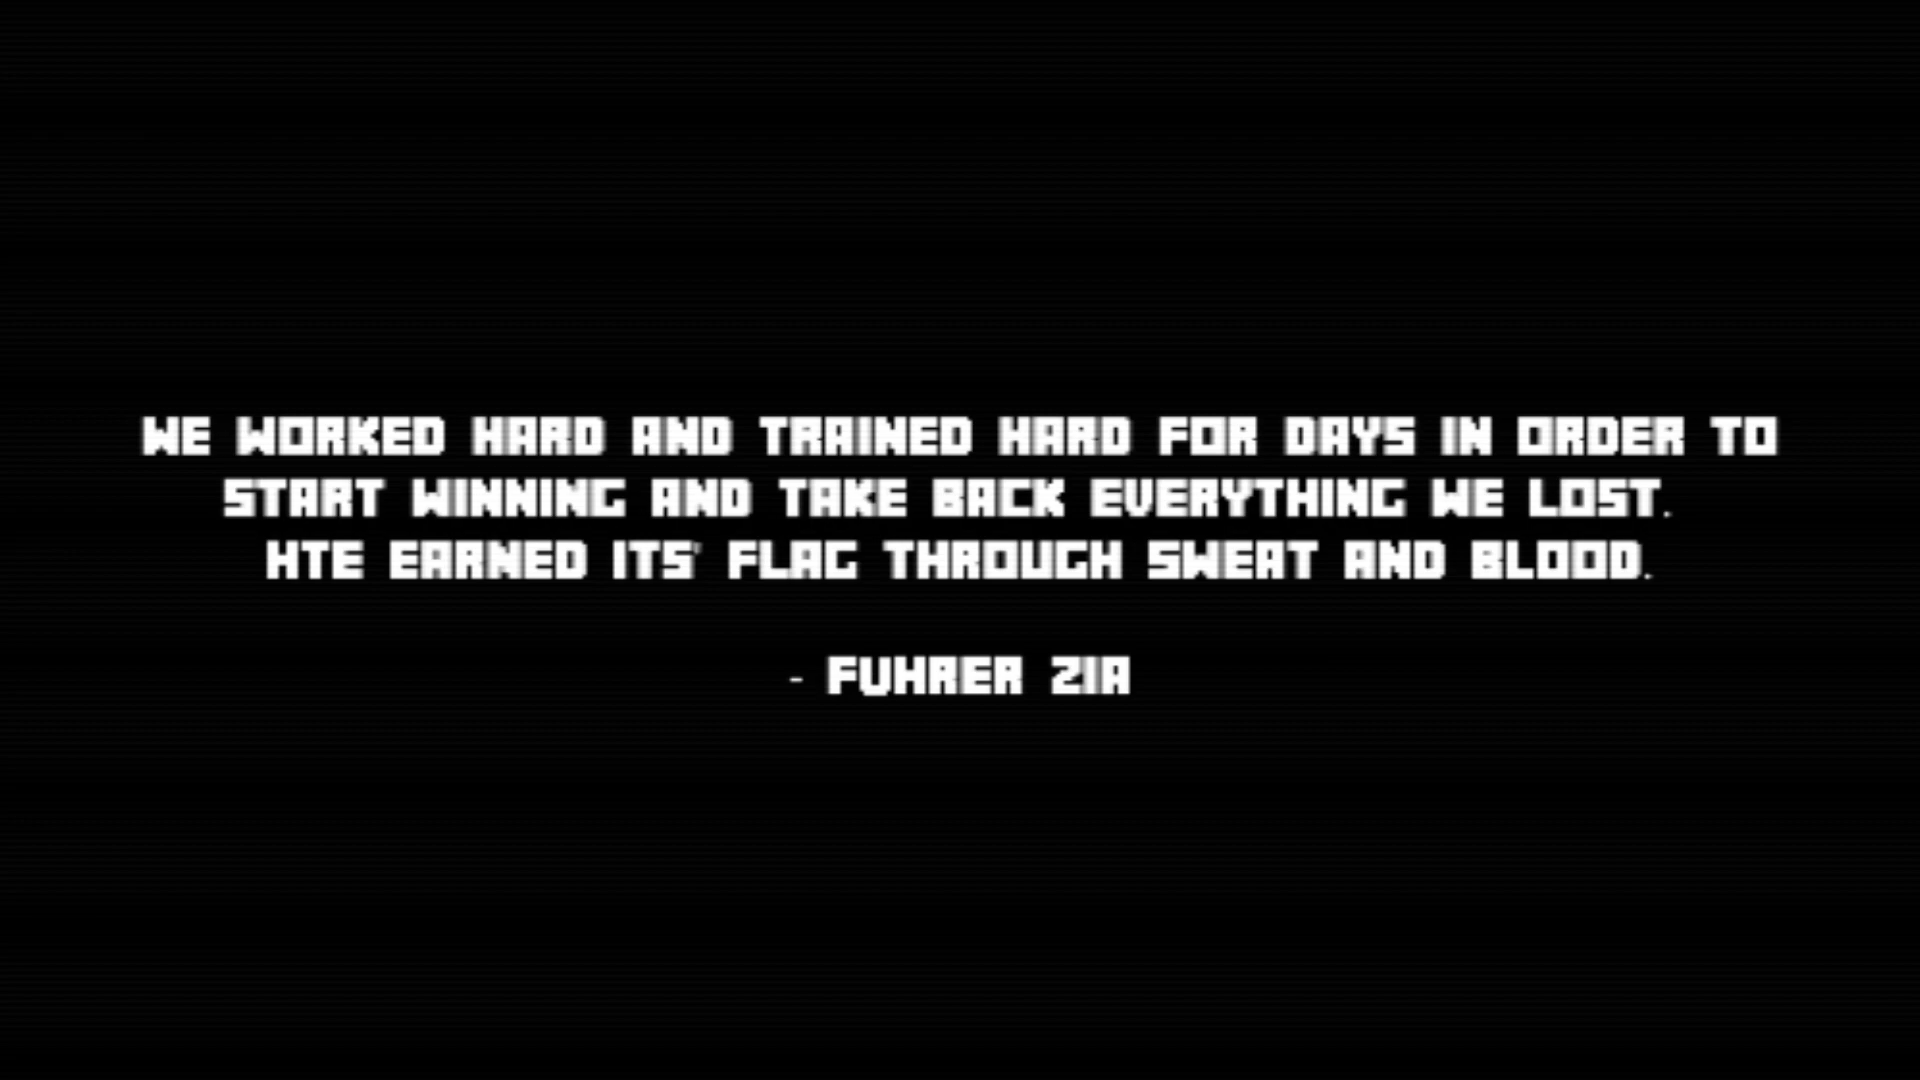 WE WORKED HARD AND TRAINED HARD FOR DAYS IN ORDER TO
START WINNING AND TAKE BACK EVERYTHING WE LOST.
HTE EARNED ITS' FLAG THROUGH SWEAT AND BLOOD.
- FUHRER ZIA